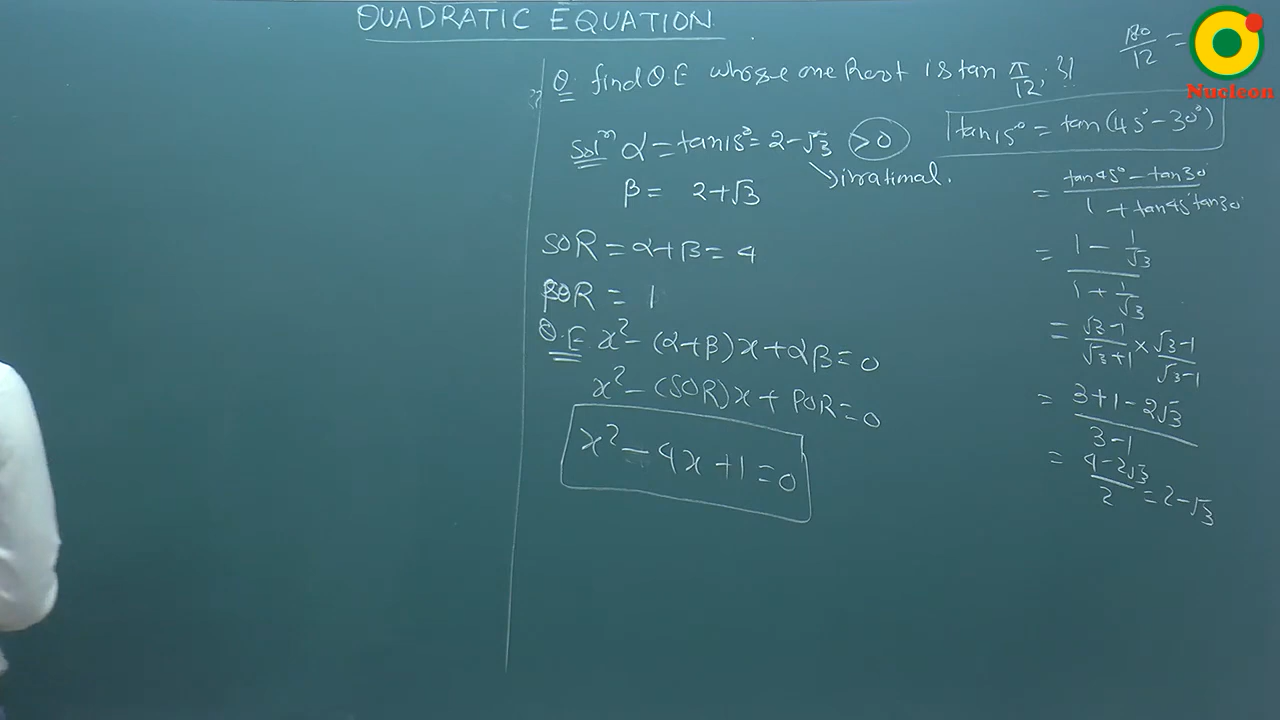 QUADRATIC EQUATION
Q. find Q E whose one Root is tan π/12, ?!
Solⁿ α = tan15° = 2-√3 >0
↘irrational.
β = 2+√3
SOR = α+β = 4
POR = 1
Q.E x² - (α+β)x + αβ = 0
x² - (SOR)x + POR = 0
x² - 4x + 1 = 0
180/12 =
Nucleon
tan15° = tan(45° - 30°)
= (tan45° - tan30°)/(1 + tan45° tan30°)
= (1 - 1/√3)/(1 + 1/√3)
= (√3-1)/(√3+1) × (√3-1)/(√3-1)
= (3+1-2√3)/(3-1)
= (4-2√3)/2 = 2-√3